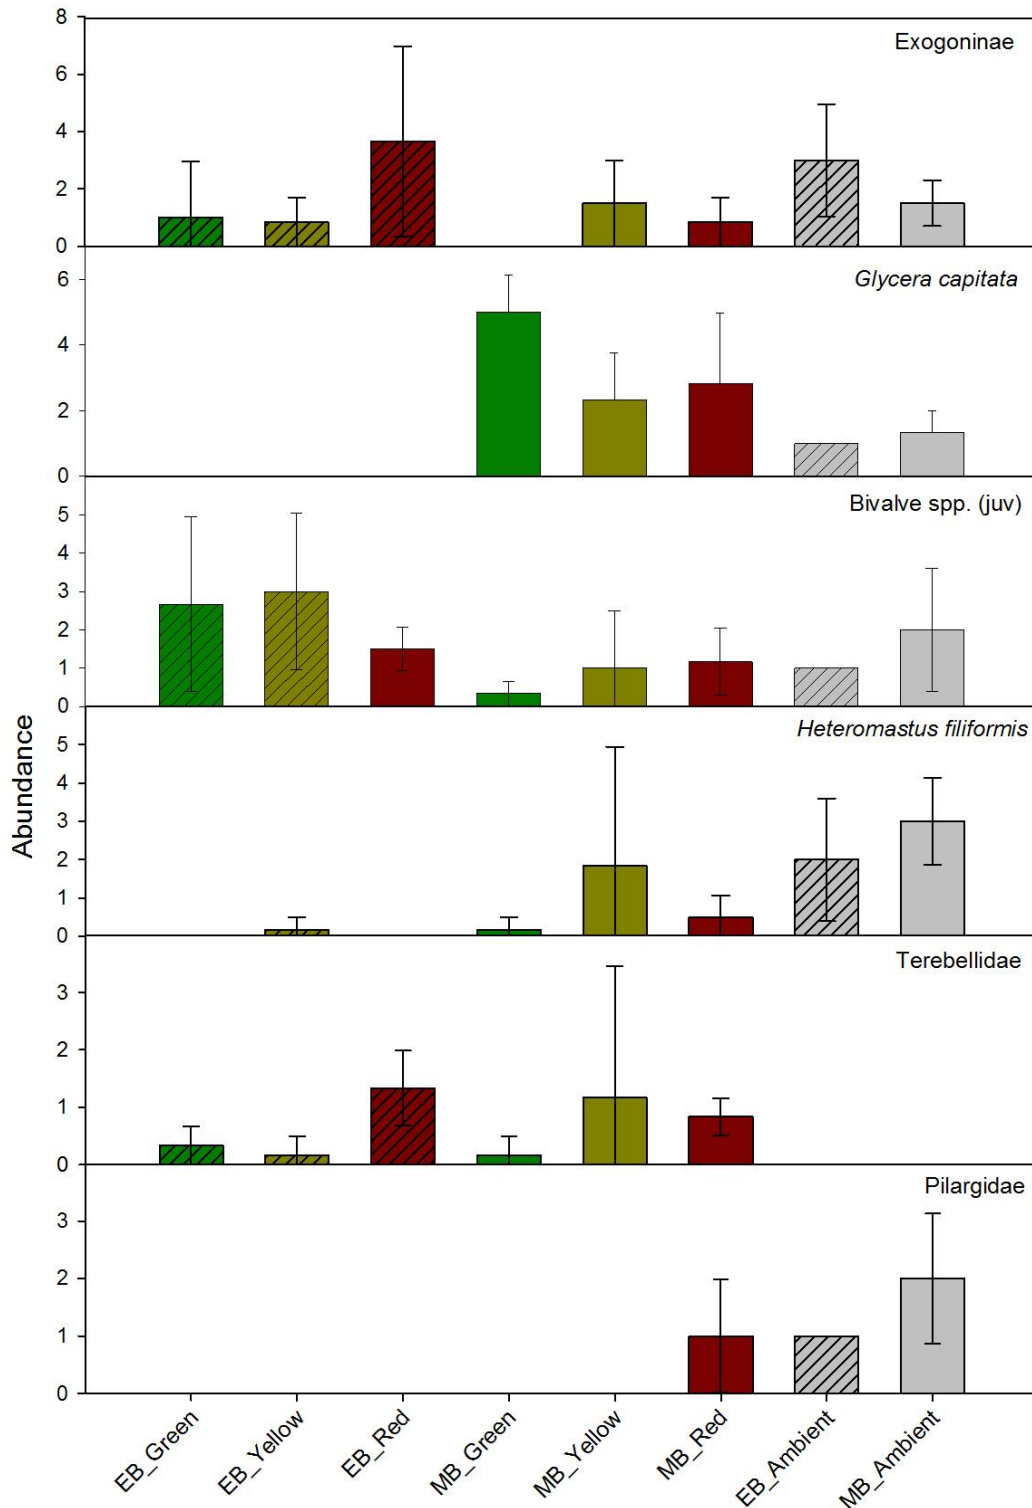 8
Exogoninae
6
4
2
0
Glycera capitata
6
4
2
0
Bivalve spp. (juv)
5
4
3
2
1
0
Heteromastus filiformis
5
4
3
2
1
0
Abundance
Terebellidae
3
2
1
0
Pilargidae
3
2
1
0
EB_Green
EB_Yellow
EB_Red
MB_Green
MB_Yellow
MB_Red
EB_Ambient
MB_Ambient